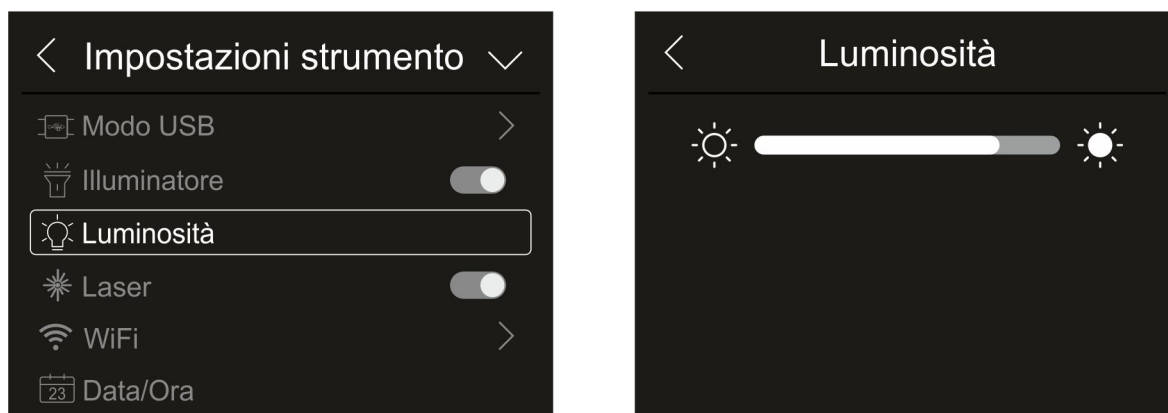 Impostazioni strumento
Modo USB
Illuminatore
Luminosità
Laser
WiFi
23 Data/Ora
Luminosità